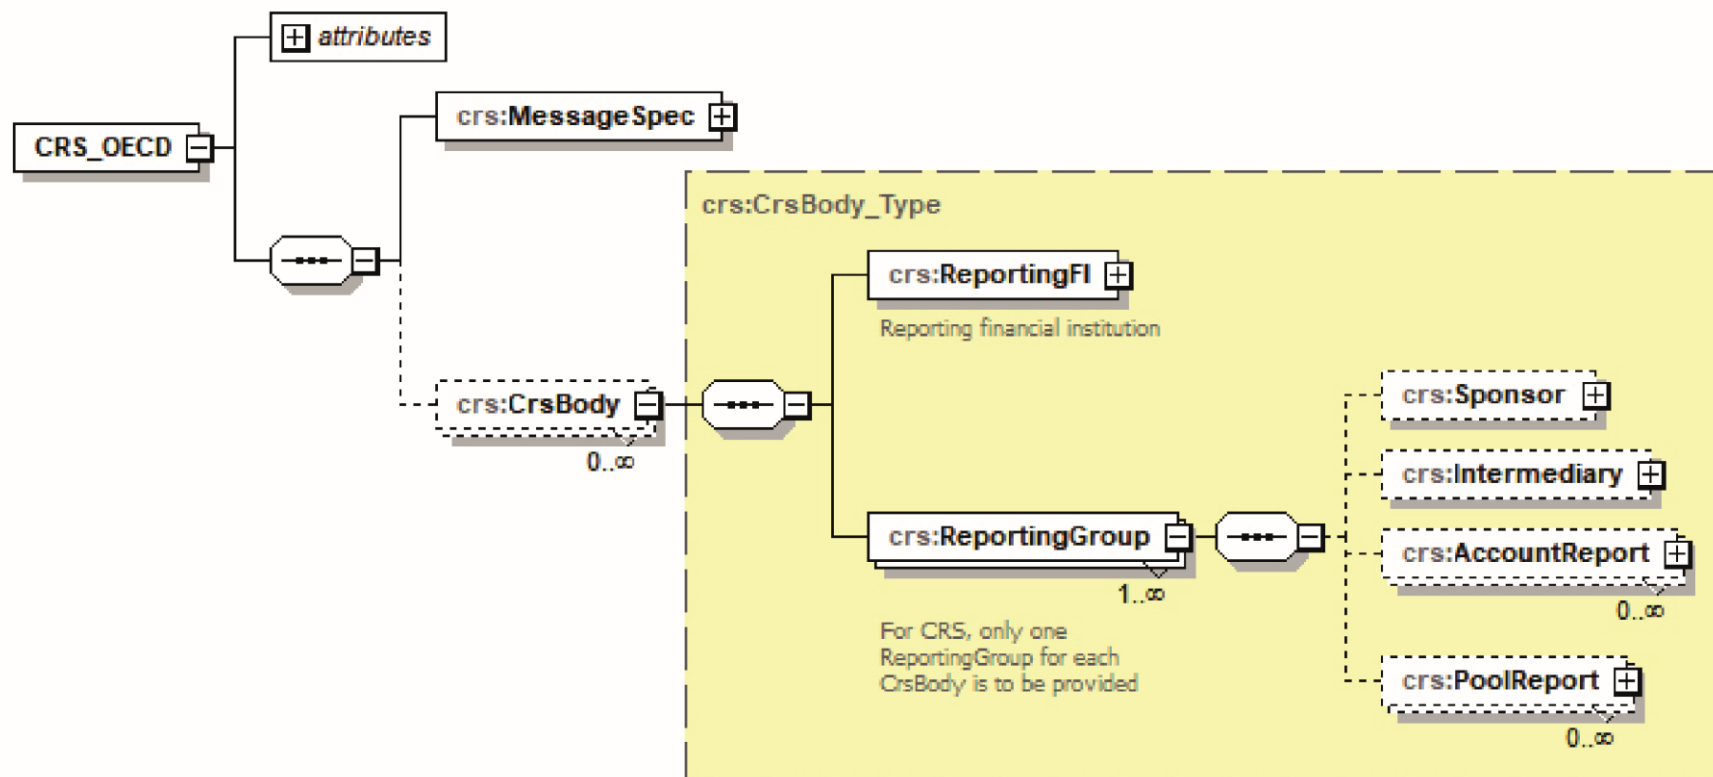 attributes
CRS_OECD
crs:MessageSpec
crs:CrsBody_Type
crs:ReportingFI
Reporting financial institution
crs:CrsBody
0..∞
crs:Sponsor
crs:Intermediary
crs:ReportingGroup
1..∞
For CRS, only one
ReportingGroup for each
CrsBody is to be provided
crs:AccountReport
0..∞
crs:PoolReport
0..∞